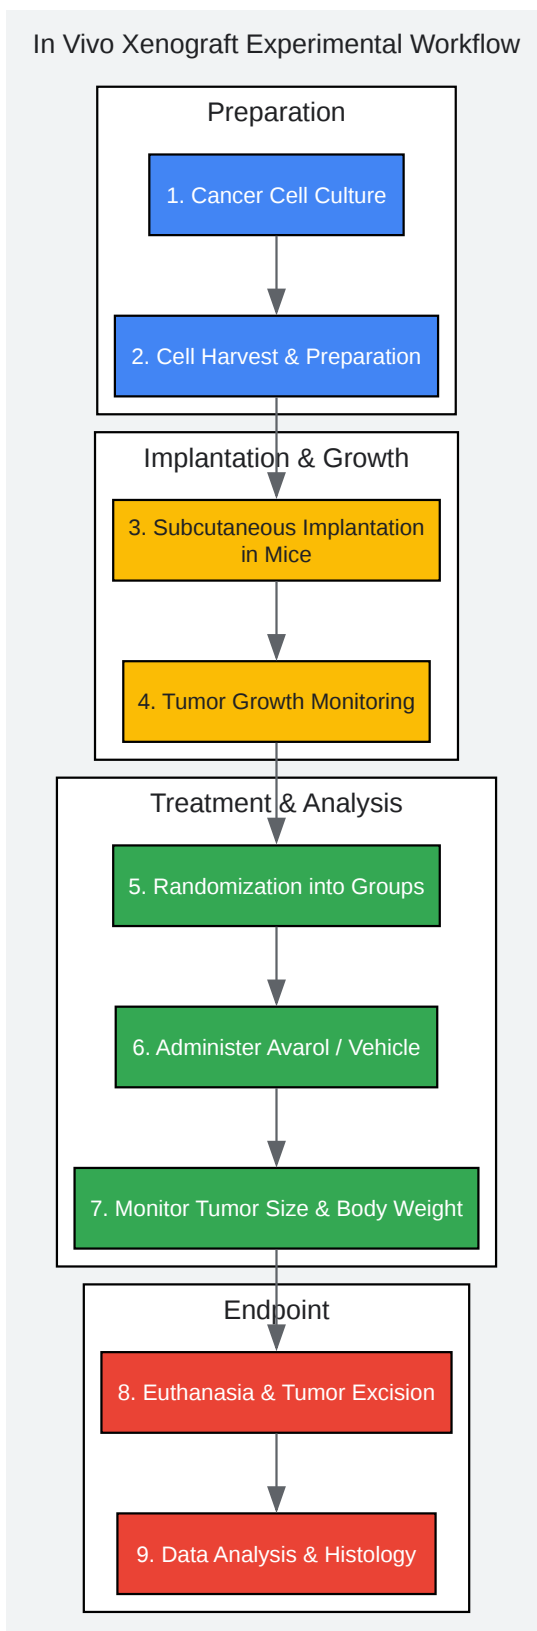 In Vivo Xenograft Experimental Workflow
Preparation
1. Cancer Cell Culture
2. Cell Harvest & Preparation
Implantation & Growth
3. Subcutaneous Implantation
in Mice
4. Tumor Growth Monitoring
Treatment & Analysis
5. Randomization into Groups
6. Administer Avarol / Vehicle
7. Monitor Tumor Size & Body Weight
Endpoint
8. Euthanasia & Tumor Excision
9. Data Analysis & Histology